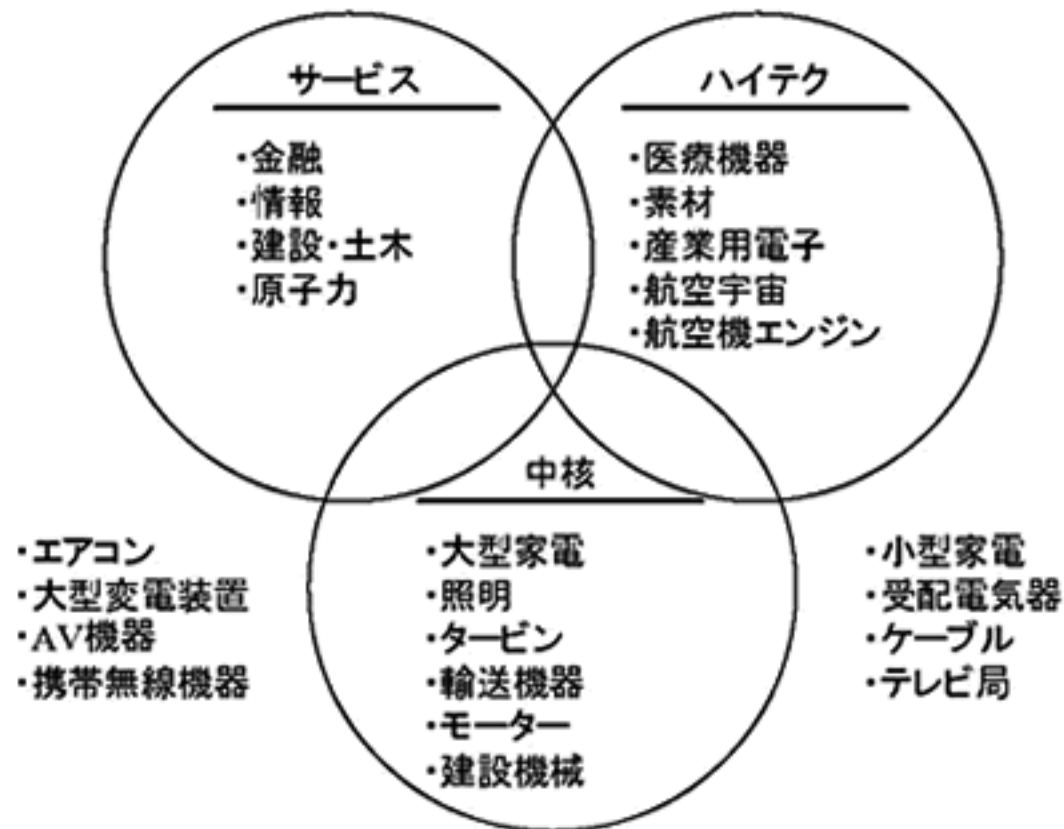 サービス
・金融
・情報
・建設・土木
・原子力
ハイテク
・医療機器
・素材
・産業用電子
・航空宇宙
・航空機エンジン
中核
・大型家電
・照明
・タービン
・輸送機器
・モーター
・建設機械
・エアコン
・大型変電装置
・AV機器
・携帯無線機器
・小型家電
・受配電気器
・ケーブル
・テレビ局